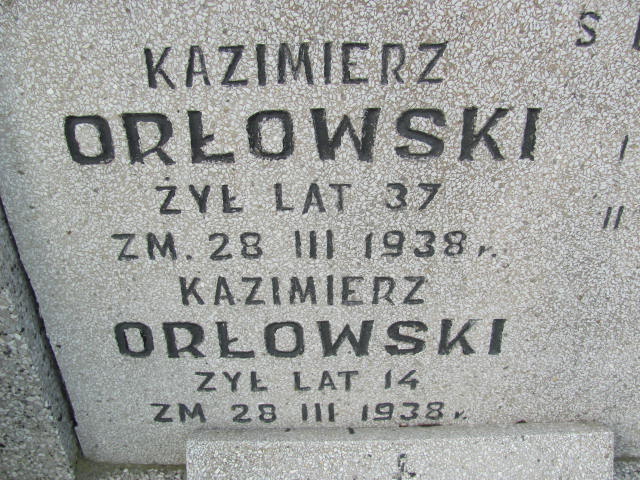 KAZIMIERZ
ORŁOWSKI
ŻYŁ LAT 37
ZM. 28 III 1938 r.
KAZIMIERZ
ORŁOWSKI
ŻYŁ LAT 14
ZM 28 III 1938 r.